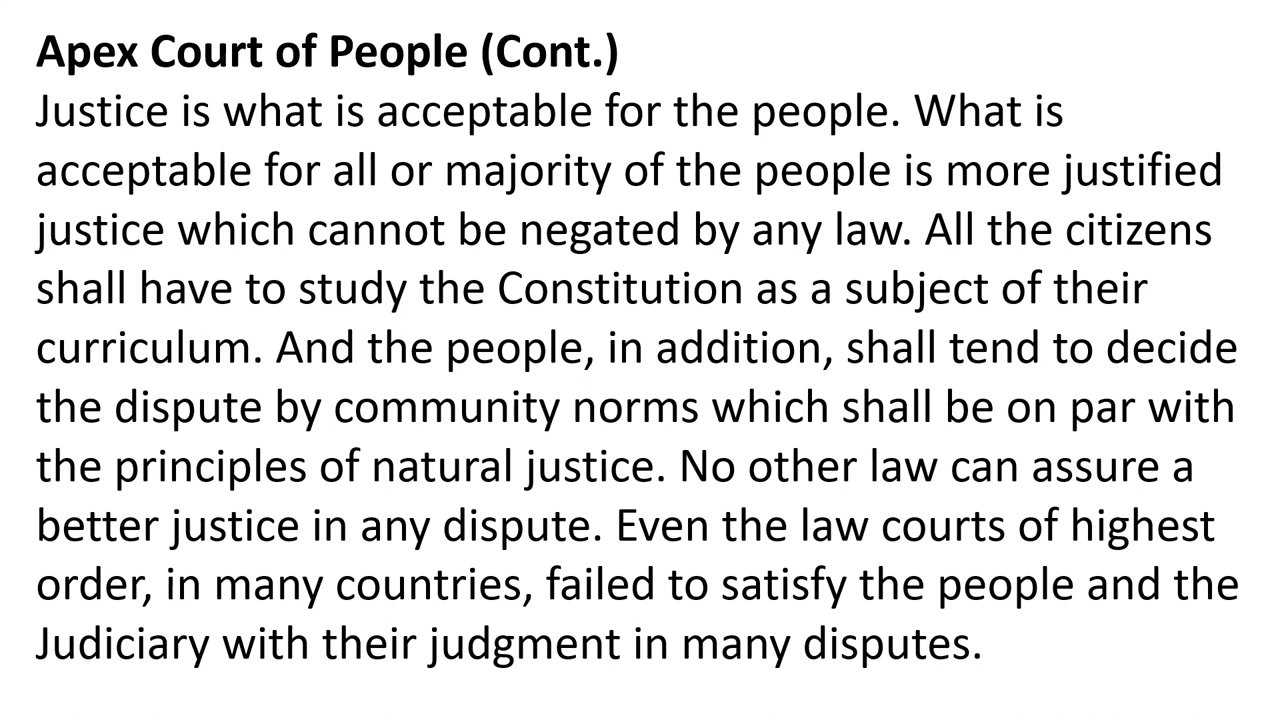 Apex Court of People (Cont.)
Justice is what is acceptable for the people. What is
acceptable for all or majority of the people is more justified
justice which cannot be negated by any law. All the citizens
shall have to study the Constitution as a subject of their
curriculum. And the people, in addition, shall tend to decide
the dispute by community norms which shall be on par with
the principles of natural justice. No other law can assure a
better justice in any dispute. Even the law courts of highest
order, in many countries, failed to satisfy the people and the
Judiciary with their judgment in many disputes.